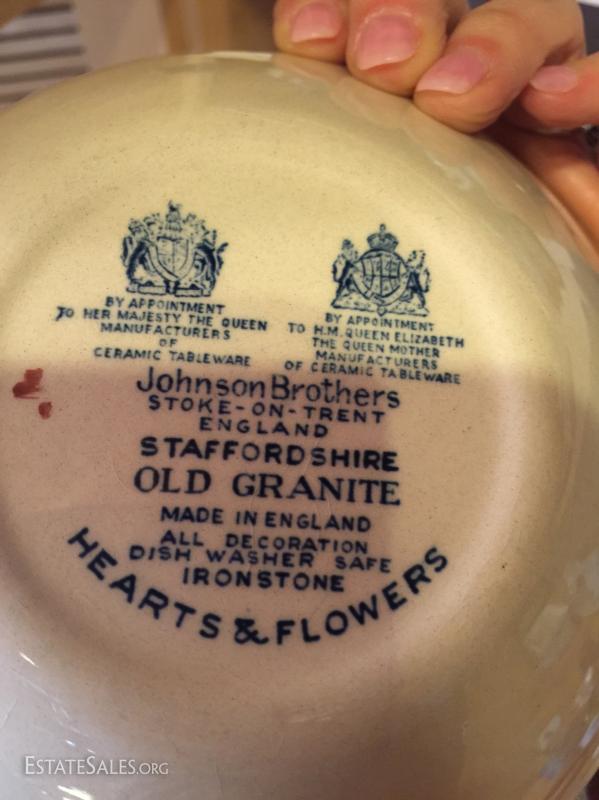 BY APPOINTMENT
TO HER MAJESTY THE QUEEN
MANUFACTURERS
OF
CERAMIC TABLEWARE
BY APPOINTMENT
TO H.M. QUEEN ELIZABETH
THE QUEEN MOTHER
MANUFACTURERS
OF CERAMIC TABLEWARE
Johnson Brothers
STOKE-ON-TRENT
ENGLAND
STAFFORDSHIRE
OLD GRANITE
MADE IN ENGLAND
ALL DECORATION
DISH WASHER SAFE
IRONSTONE
HEARTS & FLOWERS
ESTATESALES.ORG